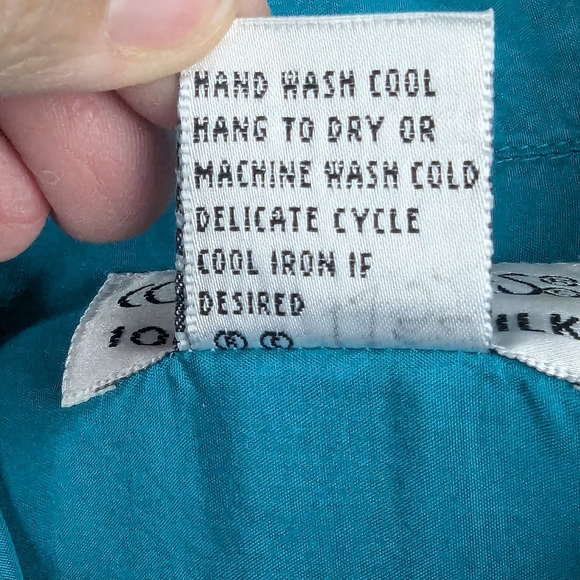 HAND WASH COOL
HANG TO DRY OR
MACHINE WASH COLD
DELICATE CYCLE
COOL IRON IF
DESIRED